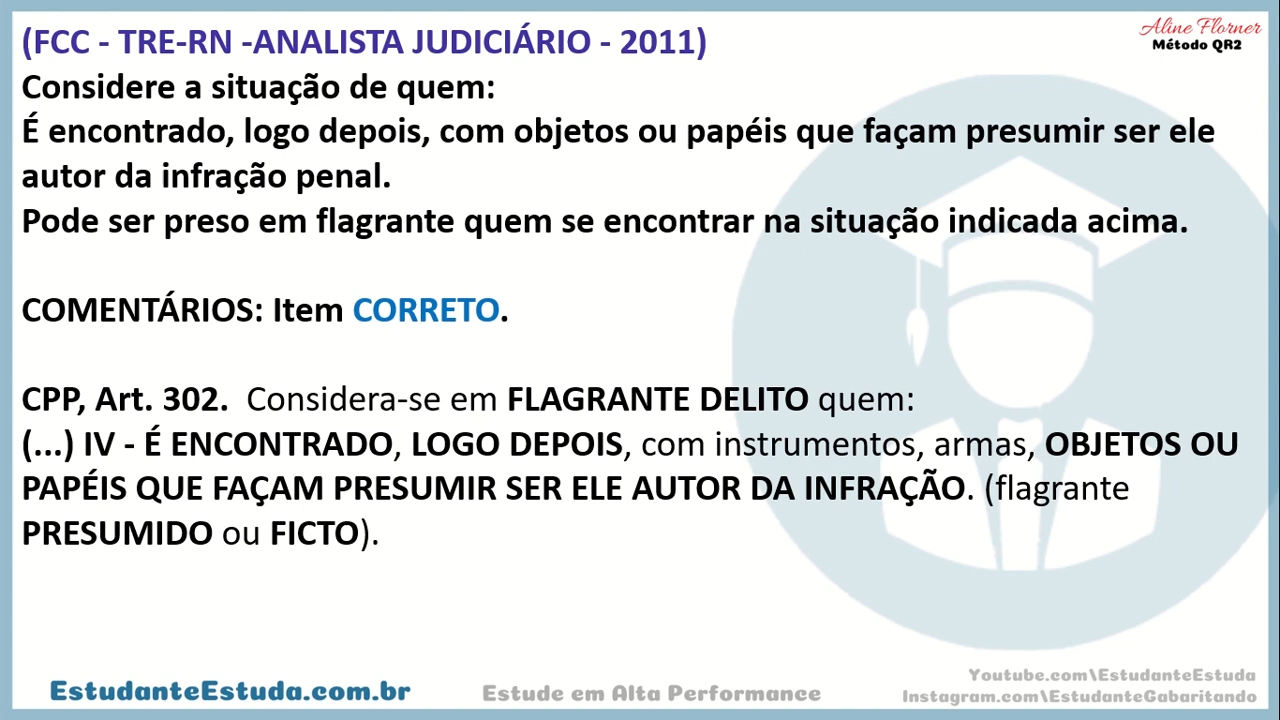 (FCC - TRE-RN -ANALISTA JUDICIÁRIO - 2011)
Aline Florner
Método QR2
Considere a situação de quem:
É encontrado, logo depois, com objetos ou papéis que façam presumir ser ele
autor da infração penal.
Pode ser preso em flagrante quem se encontrar na situação indicada acima.
COMENTÁRIOS: Item CORRETO.
CPP, Art. 302. Considera-se em FLAGRANTE DELITO quem:
(...) IV - É ENCONTRADO, LOGO DEPOIS, com instrumentos, armas, OBJETOS OU
PAPÉIS QUE FAÇAM PRESUMIR SER ELE AUTOR DA INFRAÇÃO. (flagrante
PRESUMIDO ou FICTO).
EstudanteEstuda.com.br
Estude em Alta Performance
Youtube.com\EstudanteEstuda
Instagram.com\EstudanteGabaritando